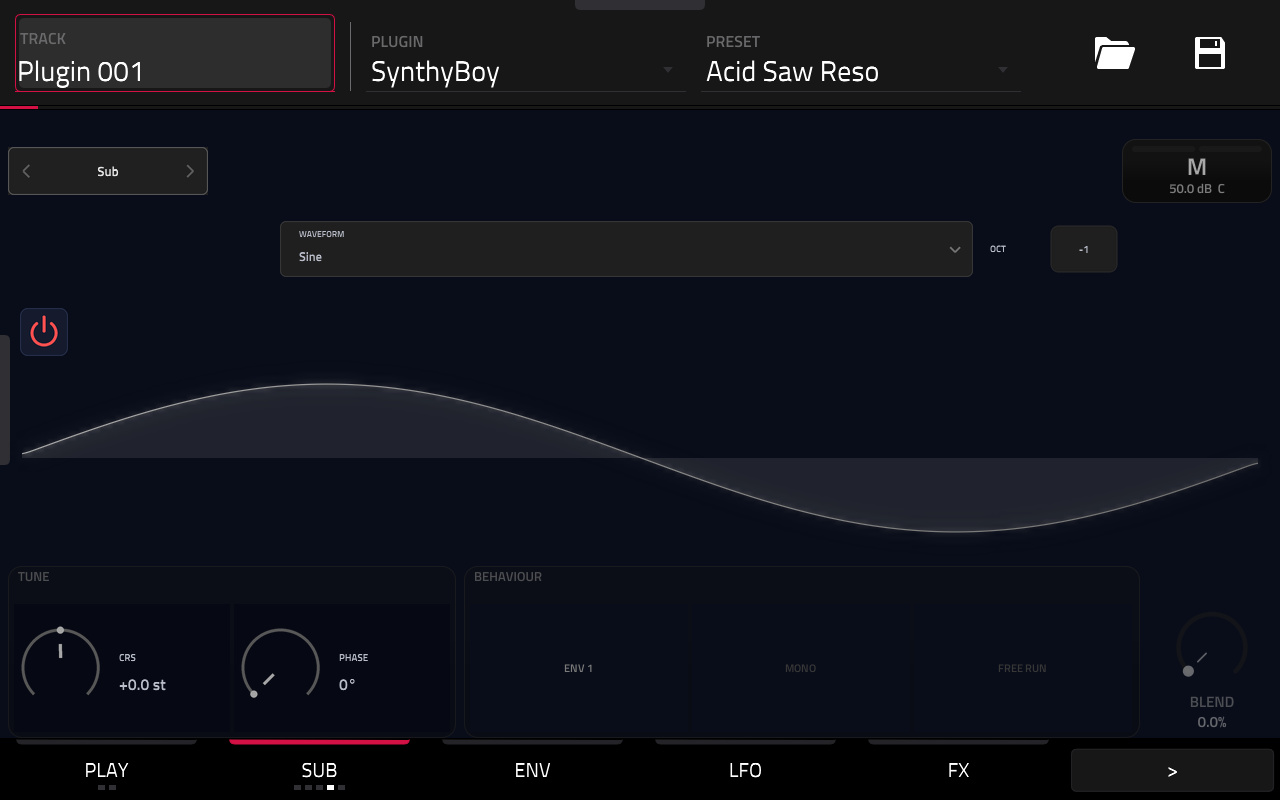 TRACK
Plugin 001
PLUGIN
SynthyBoy
PRESET
Acid Saw Reso
Sub
M
50.0 dB C
WAVEFORM
Sine
OCT
-1
TUNE
CRS
+0.0 st
PHASE
0°
BEHAVIOUR
ENV 1
MONO
FREE RUN
BLEND
0.0%
PLAY
SUB
ENV
LFO
FX
>